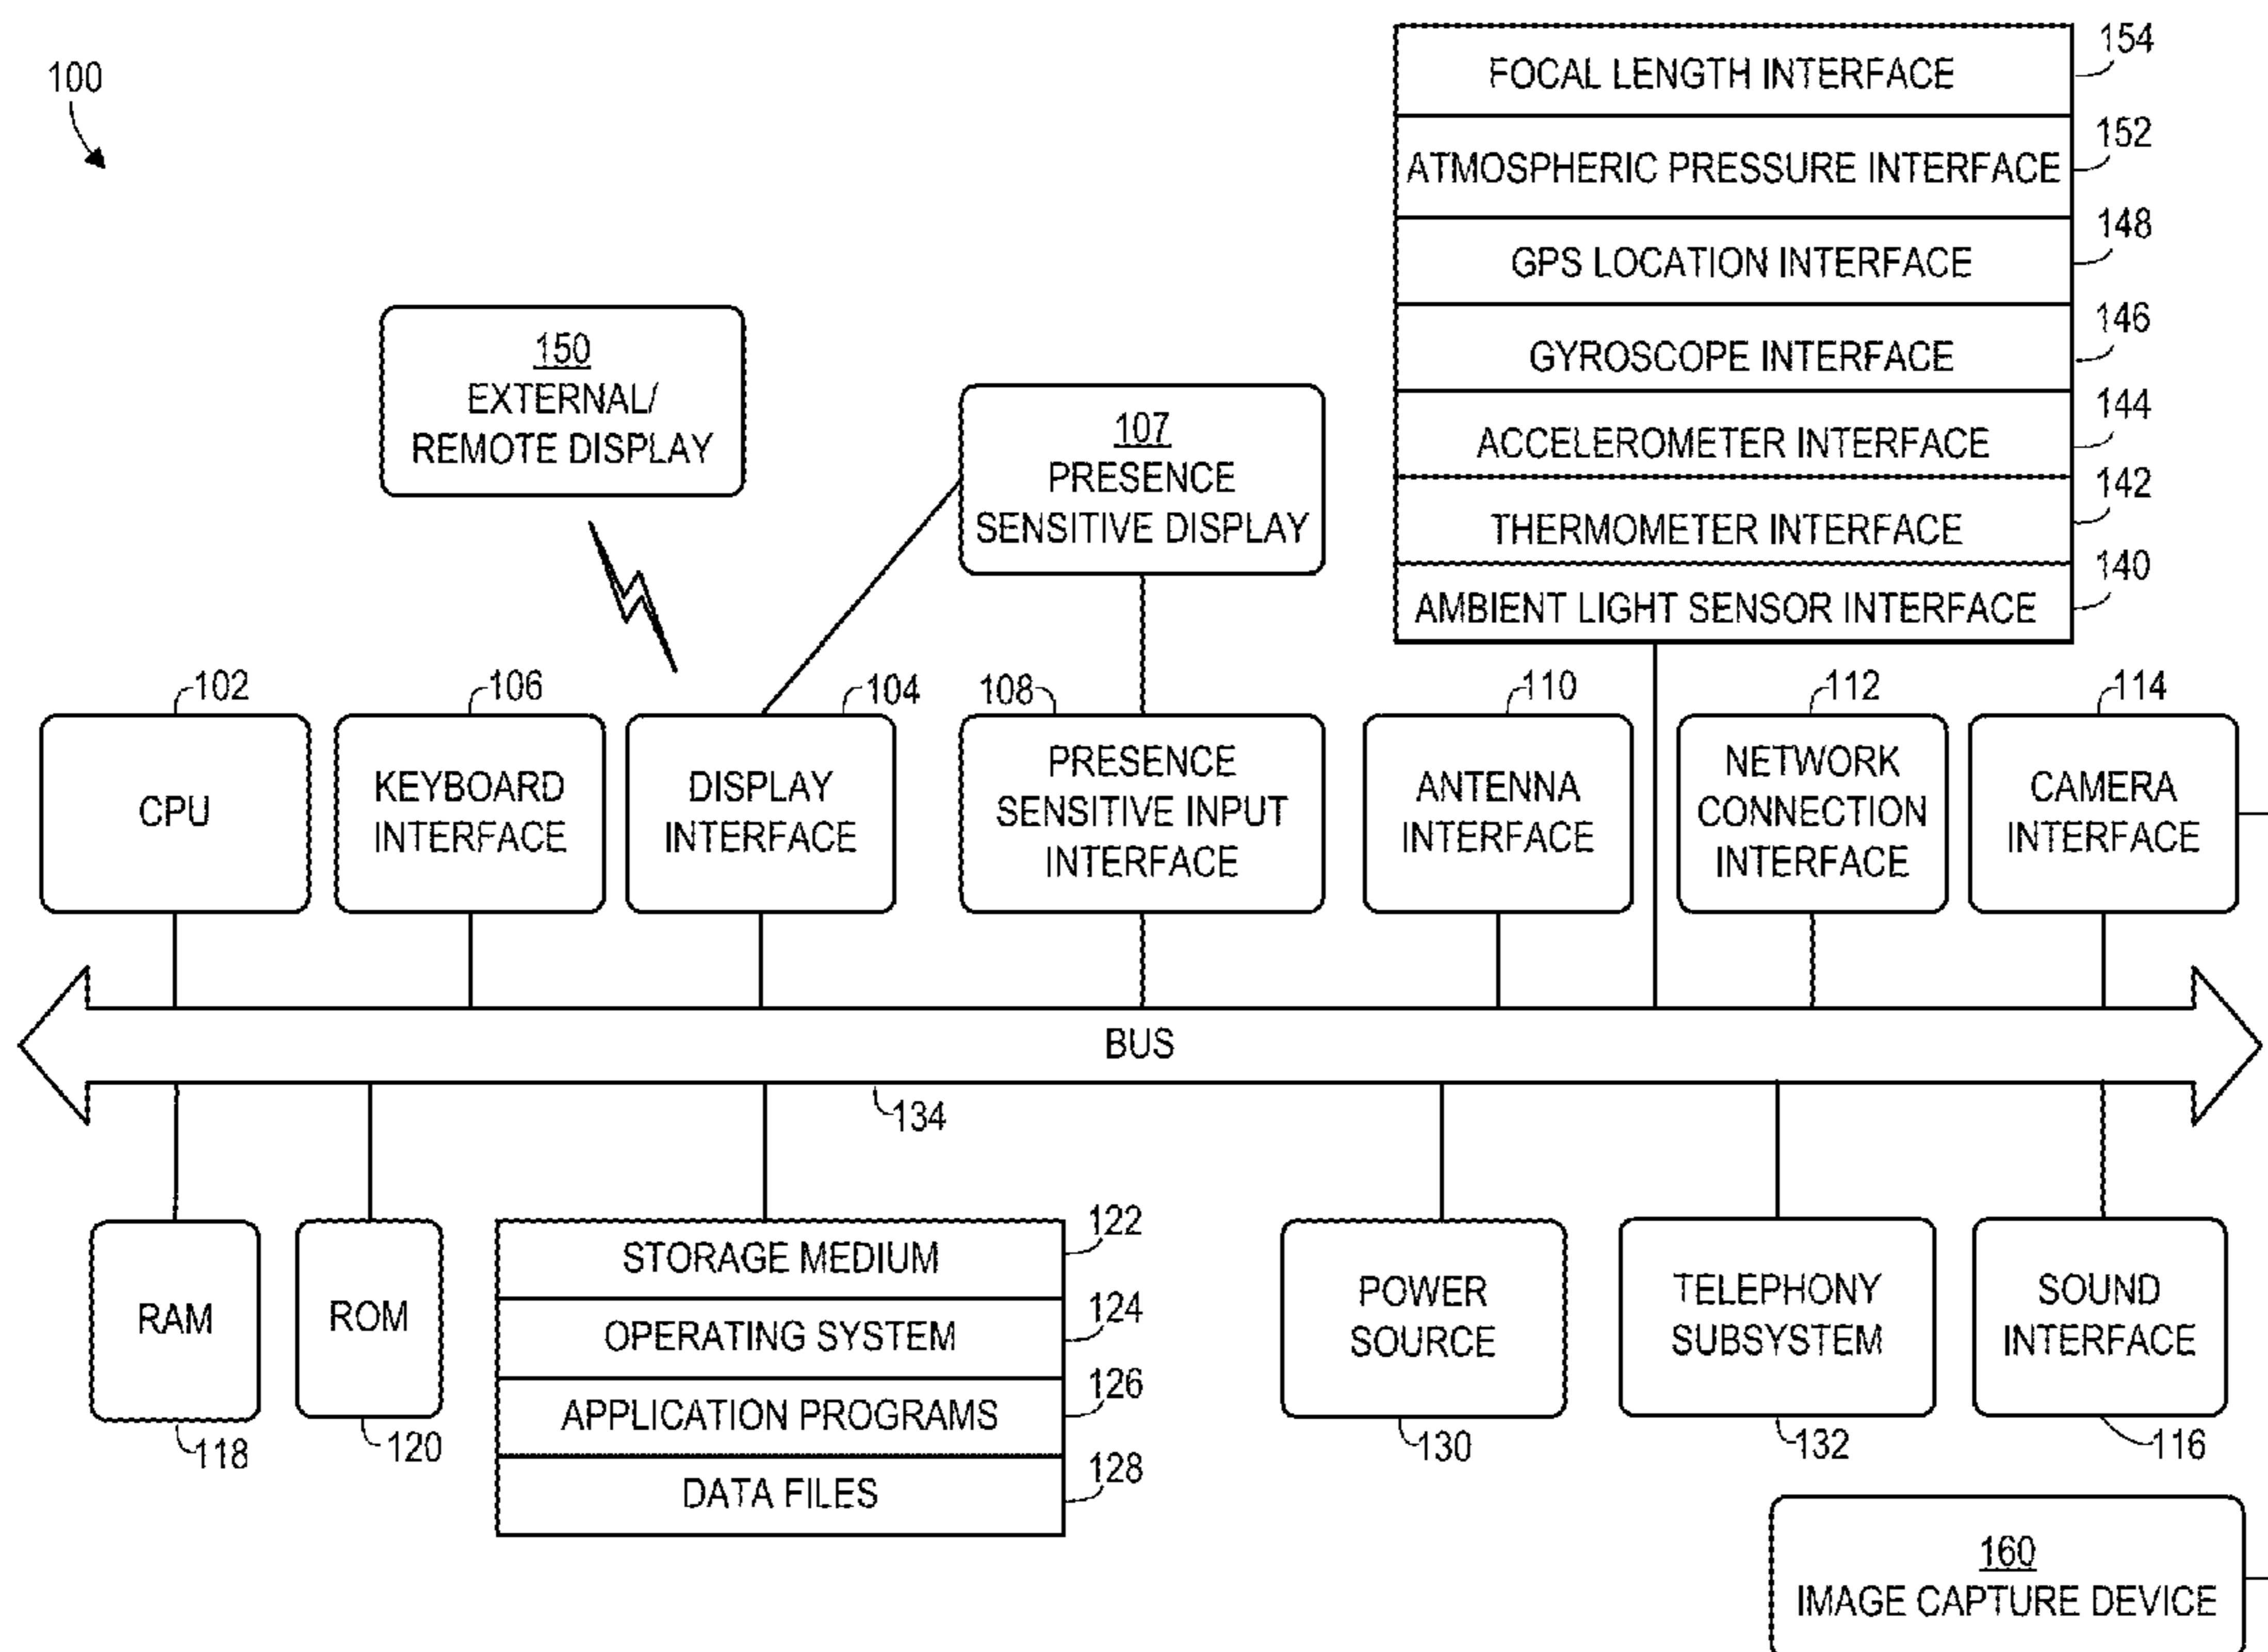 100
FOCAL LENGTH INTERFACE
154
ATMOSPHERIC PRESSURE INTERFACE
152
GPS LOCATION INTERFACE
148
GYROSCOPE INTERFACE
146
ACCELEROMETER INTERFACE
144
THERMOMETER INTERFACE
142
AMBIENT LIGHT SENSOR INTERFACE
140
150
EXTERNAL/
REMOTE DISPLAY
107
PRESENCE
SENSITIVE DISPLAY
102
CPU
106
KEYBOARD
INTERFACE
104
DISPLAY
INTERFACE
108
PRESENCE
SENSITIVE INPUT
INTERFACE
110
ANTENNA
INTERFACE
112
NETWORK
CONNECTION
INTERFACE
114
CAMERA
INTERFACE
BUS
134
RAM
118
ROM
120
STORAGE MEDIUM
122
OPERATING SYSTEM
124
APPLICATION PROGRAMS
126
DATA FILES
128
POWER
SOURCE
130
TELEPHONY
SUBSYSTEM
132
SOUND
INTERFACE
116
160
IMAGE CAPTURE DEVICE